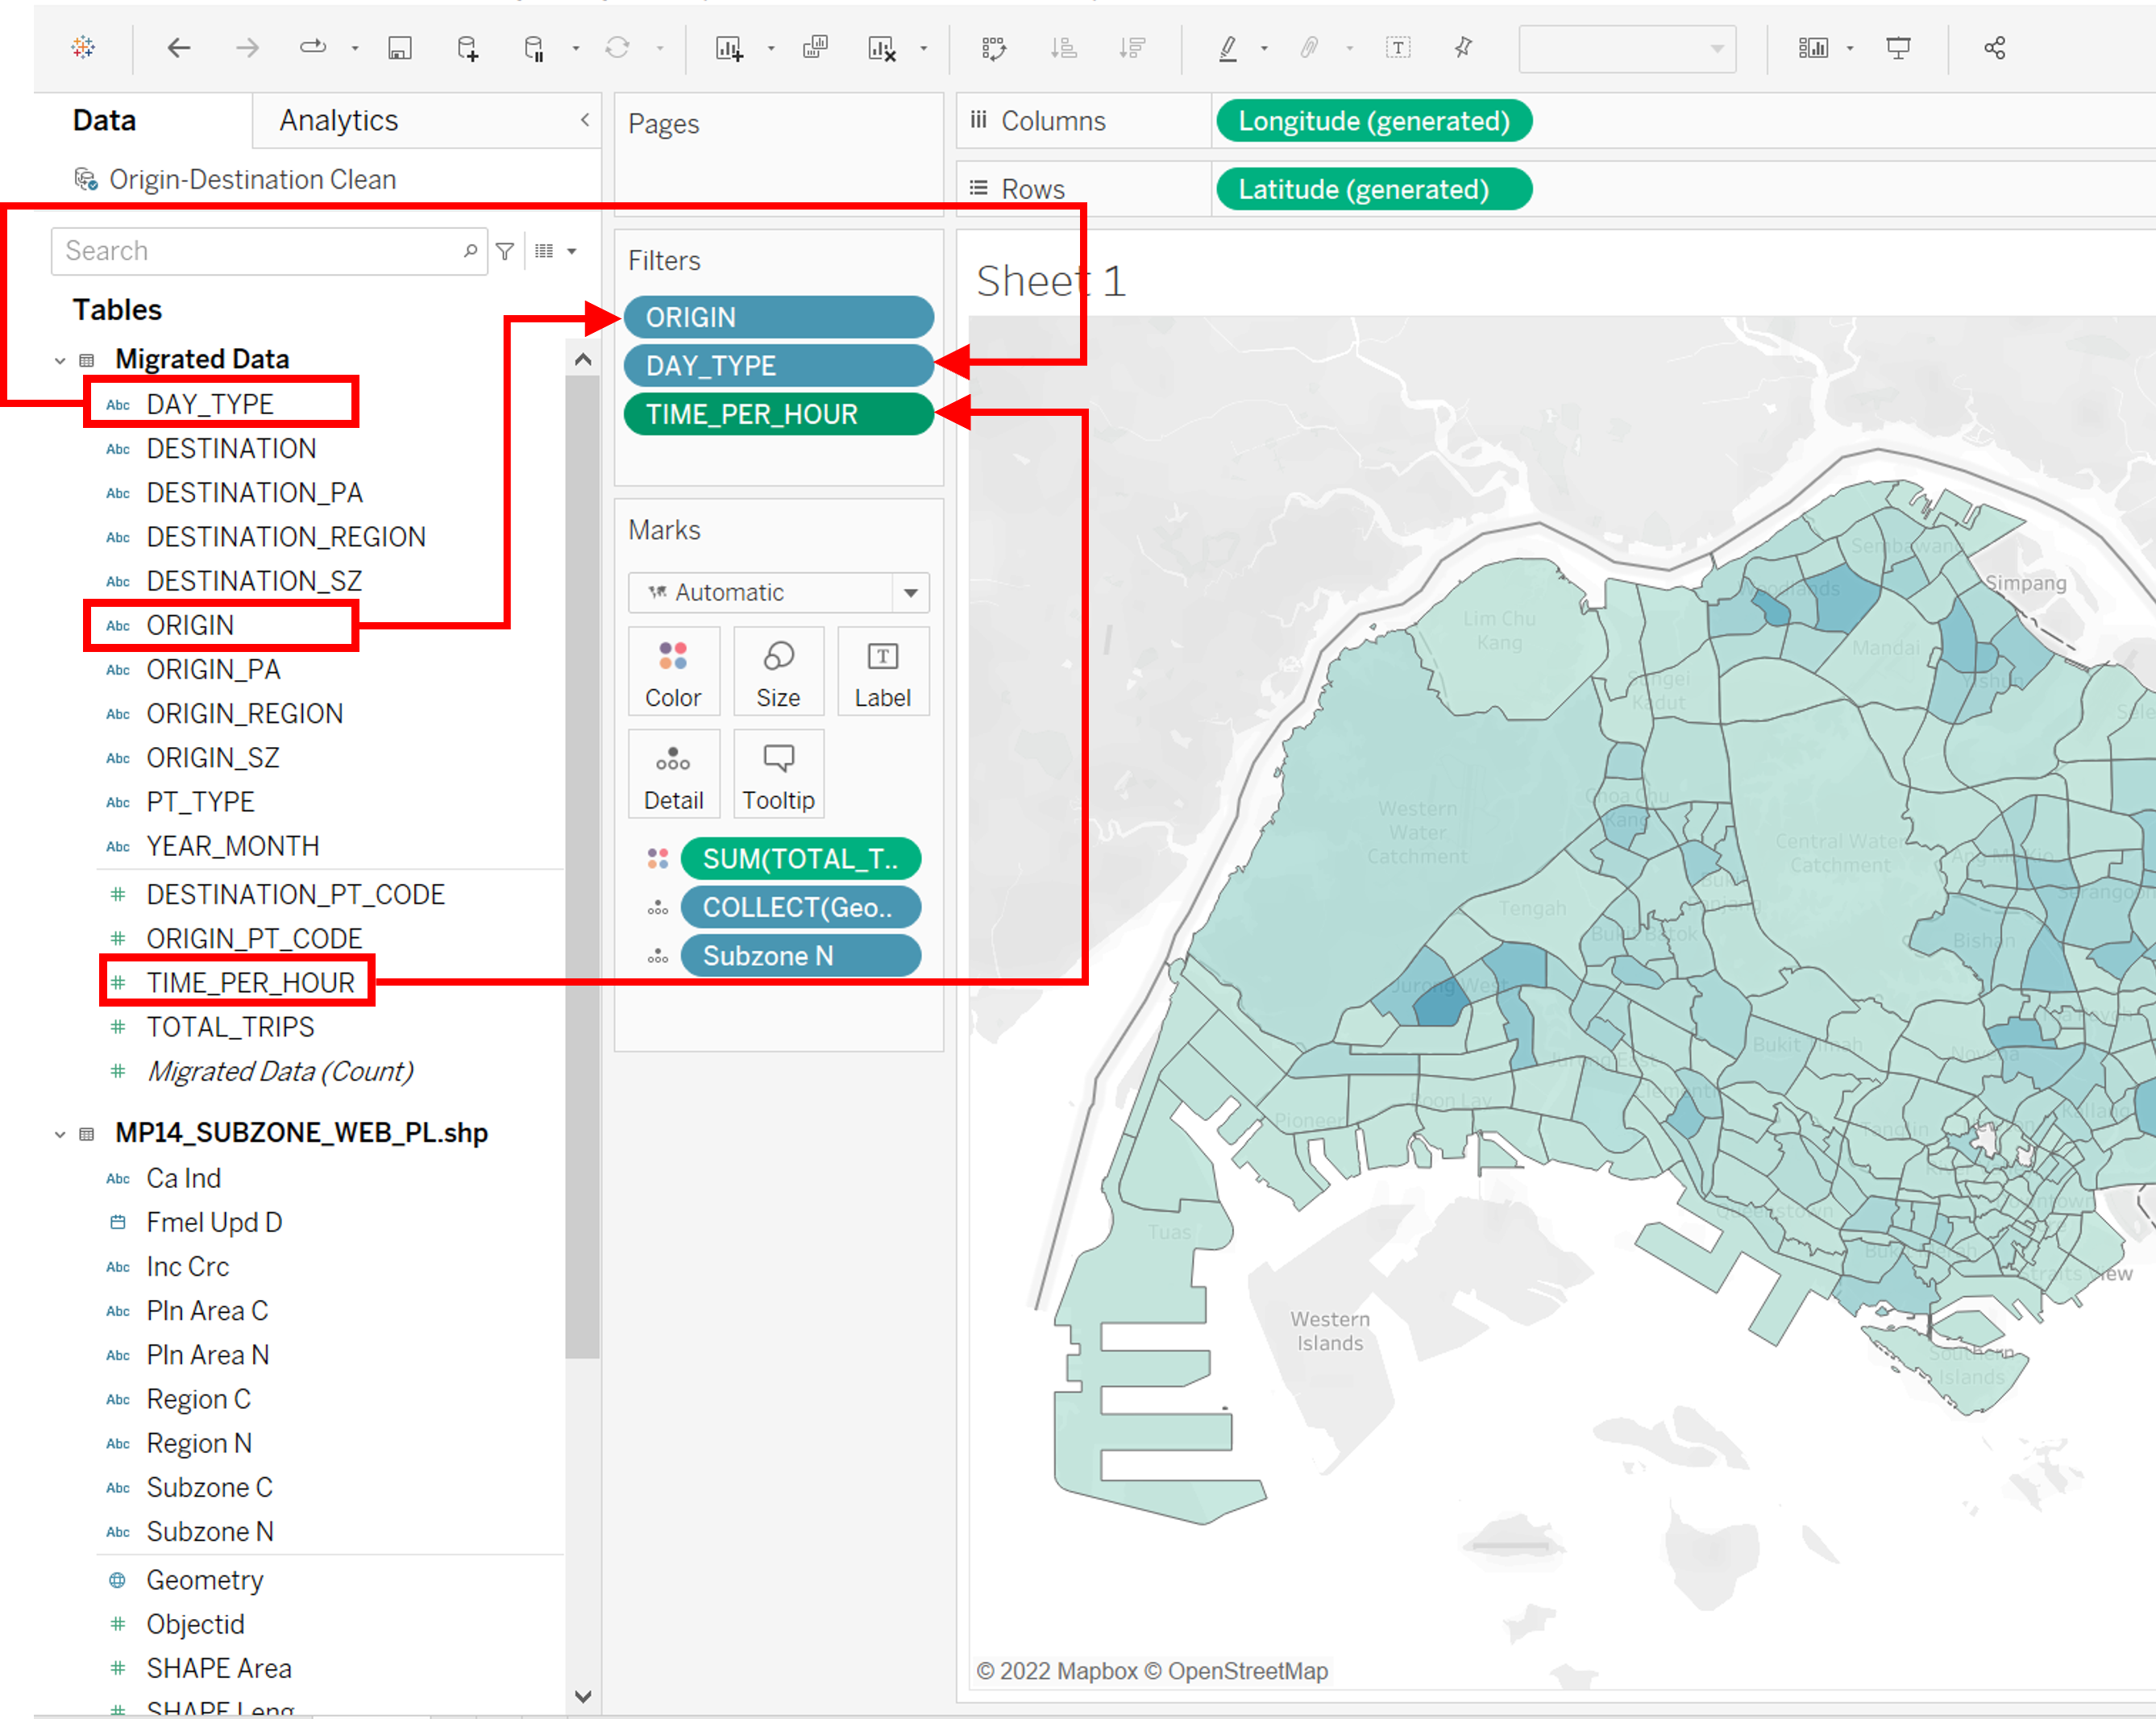 Data
Analytics
Origin-Destination Clean
Search
Tables
Migrated Data
Abc DAY_TYPE
Abc DESTINATION
Abc DESTINATION_PA
Abc DESTINATION_REGION
Abc DESTINATION_SZ
Abc ORIGIN
Abc ORIGIN_PA
Abc ORIGIN_REGION
Abc ORIGIN_SZ
Abc PT_TYPE
Abc YEAR_MONTH
# DESTINATION_PT_CODE
# ORIGIN_PT_CODE
# TIME_PER_HOUR
# TOTAL_TRIPS
# Migrated Data (Count)
MP14_SUBZONE_WEB_PL.shp
Abc Ca Ind
Fmel Upd D
Abc Inc Crc
Abc Pln Area C
Abc Pln Area N
Abc Region C
Abc Region N
Abc Subzone C
Abc Subzone N
Geometry
# Objectid
# SHAPE Area
# SHAPE Leng
Pages
Filters
ORIGIN
DAY_TYPE
TIME_PER_HOUR
Marks
Automatic
Color
Size
T
Label
Detail
Tooltip
SUM(TOTAL_T..
COLLECT(Geo..
Subzone N
Columns
Longitude (generated)
Rows
Latitude (generated)
Sheet 1
Sembawang
Simpang
Woodlands
Lim Chu
Kang
Mandai
Sungei
Kadut
Yishun
Sele
Choa Chu
Kang
Western
Water
Catchment
Central Water
Catchment
Ang Mo Kio
Bukit
Panjang
Serangoon
Tengah
Bukit Batok
Bishan
Jurong West
Bukit Timah
Novena
Jurong East
Clementi
Boon Lay
Pioneer
Kallang
Tanglin
Tuas
Queenstown
Downtown
Bukit Merah
Straits View
Western
Islands
Southern
Islands
© 2022 Mapbox © OpenStreetMap